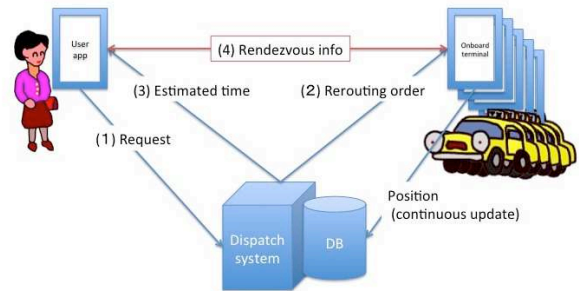 User
app
(4) Rendezvous info
Onboard
terminal
(3) Estimated time
(2) Rerouting order
(1) Request
Position
(continuous update)
Dispatch
system
DB